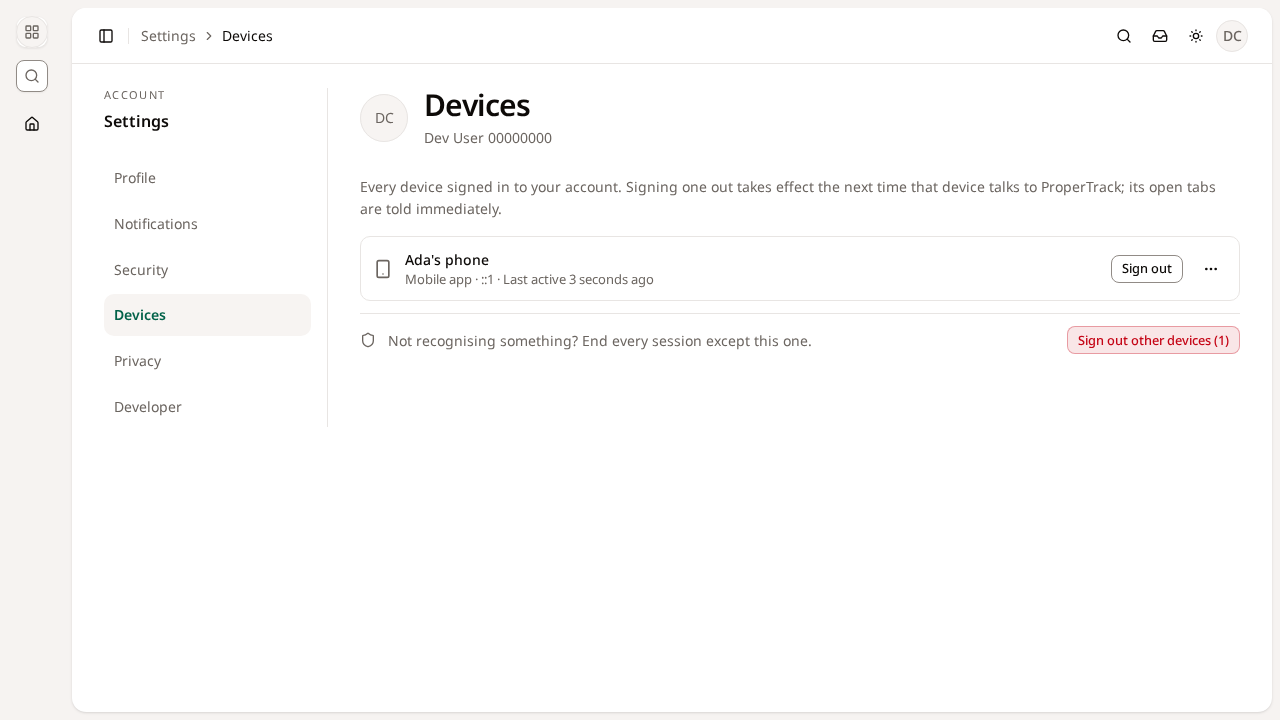 Settings
Devices
DC
ACCOUNT
Settings
Profile
Notifications
Security
Devices
Privacy
Developer
DC
Devices
Dev User 00000000
Every device signed in to your account. Signing one out takes effect the next time that device talks to ProperTrack; its open tabs
are told immediately.
Ada's phone
Mobile app · ::1 · Last active 3 seconds ago
Sign out
Not recognising something? End every session except this one.
Sign out other devices (1)